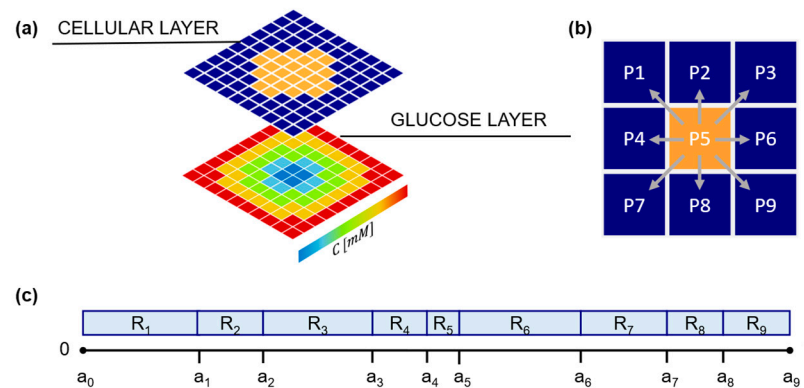 (a)
CELLULAR LAYER
GLUCOSE LAYER
C [mM]
(b)
P1 P2 P3
P4 P5 P6
P7 P8 P9
(c)
R₁ R₂ R₃ R₄ R₅ R₆ R₇ R₈ R₉
0
a₀ a₁ a₂ a₃ a₄ a₅ a₆ a₇ a₈ a₉